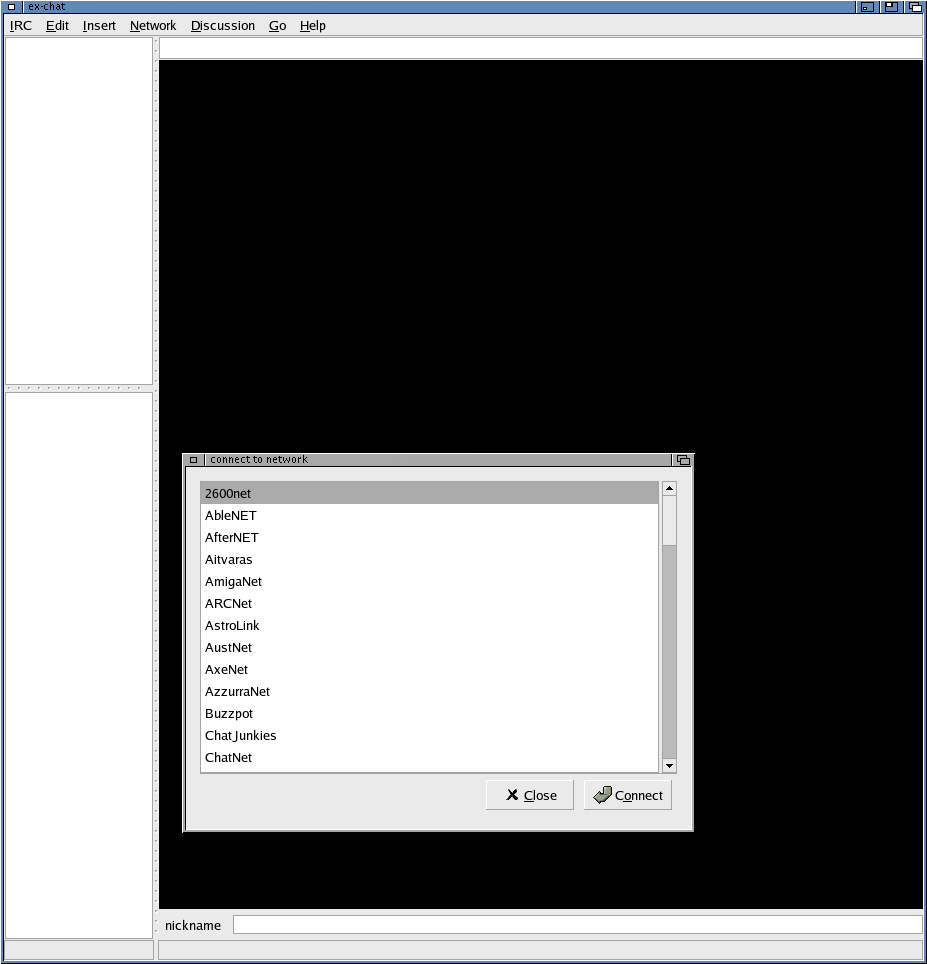 ex-chat
IRC Edit Insert Network Discussion Go Help
connect to network
2600net
AbleNET
AfterNET
Aitvaras
AmigaNet
ARCNet
AstroLink
AustNet
AxeNet
AzzurraNet
Buzzpot
ChatJunkies
ChatNet
Close Connect
nickname